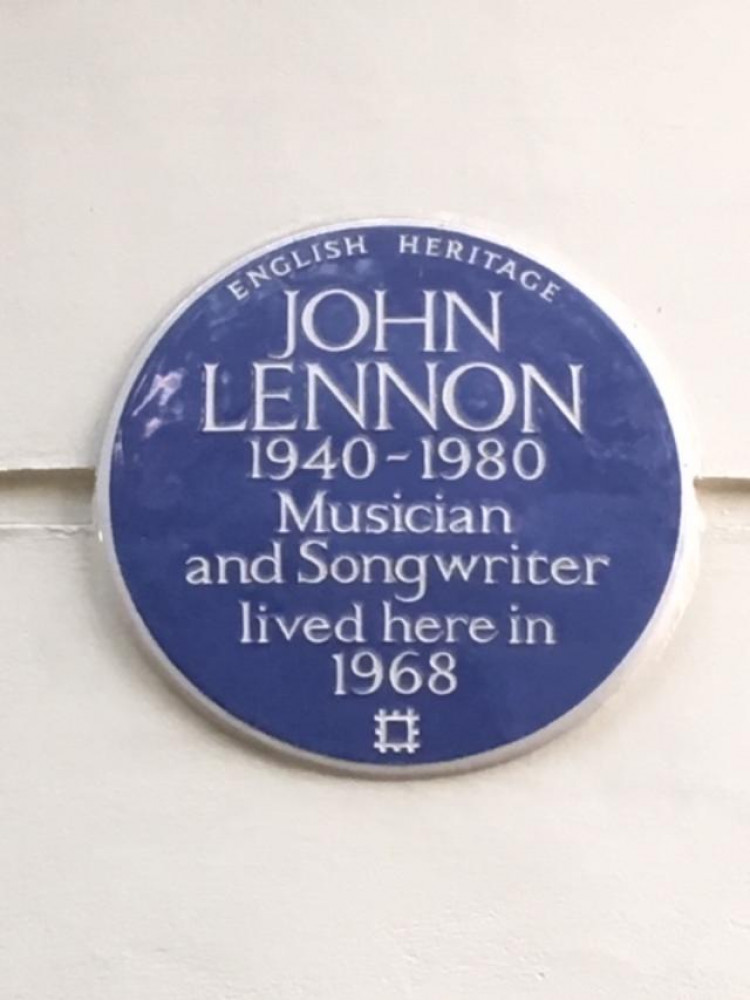 ENGLISH HERITAGE
JOHN
LENNON
1940-1980
Musician
and Songwriter
lived here in
1968